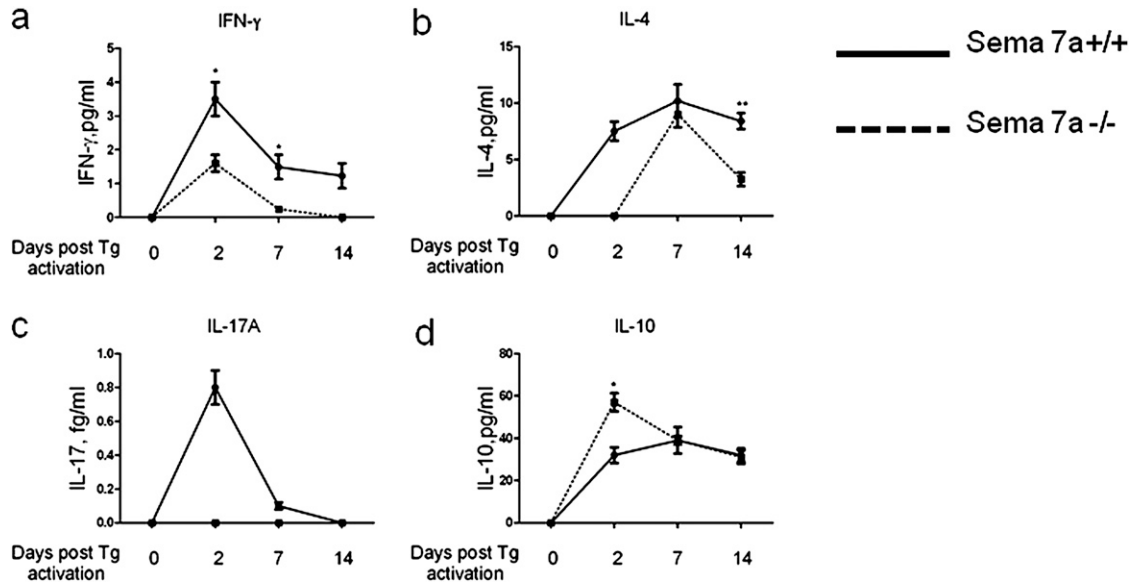 a
IFN-γ
IFN-γ,pg/ml
5
4
3
2
1
0
*
*
Days post Tg
activation
0 2 7 14
b
IL-4
IL-4,pg/ml
15
10
5
0
**
Days post Tg
activation
0 2 7 14
Sema 7a+/+
Sema 7a-/-
c
IL-17A
IL-17, fg/ml
1.0
0.8
0.6
0.4
0.2
0.0
Days post Tg
activation
0 2 7 14
d
IL-10
IL-10,pg/ml
80
60
40
20
0
*
Days post Tg
activation
0 2 7 14